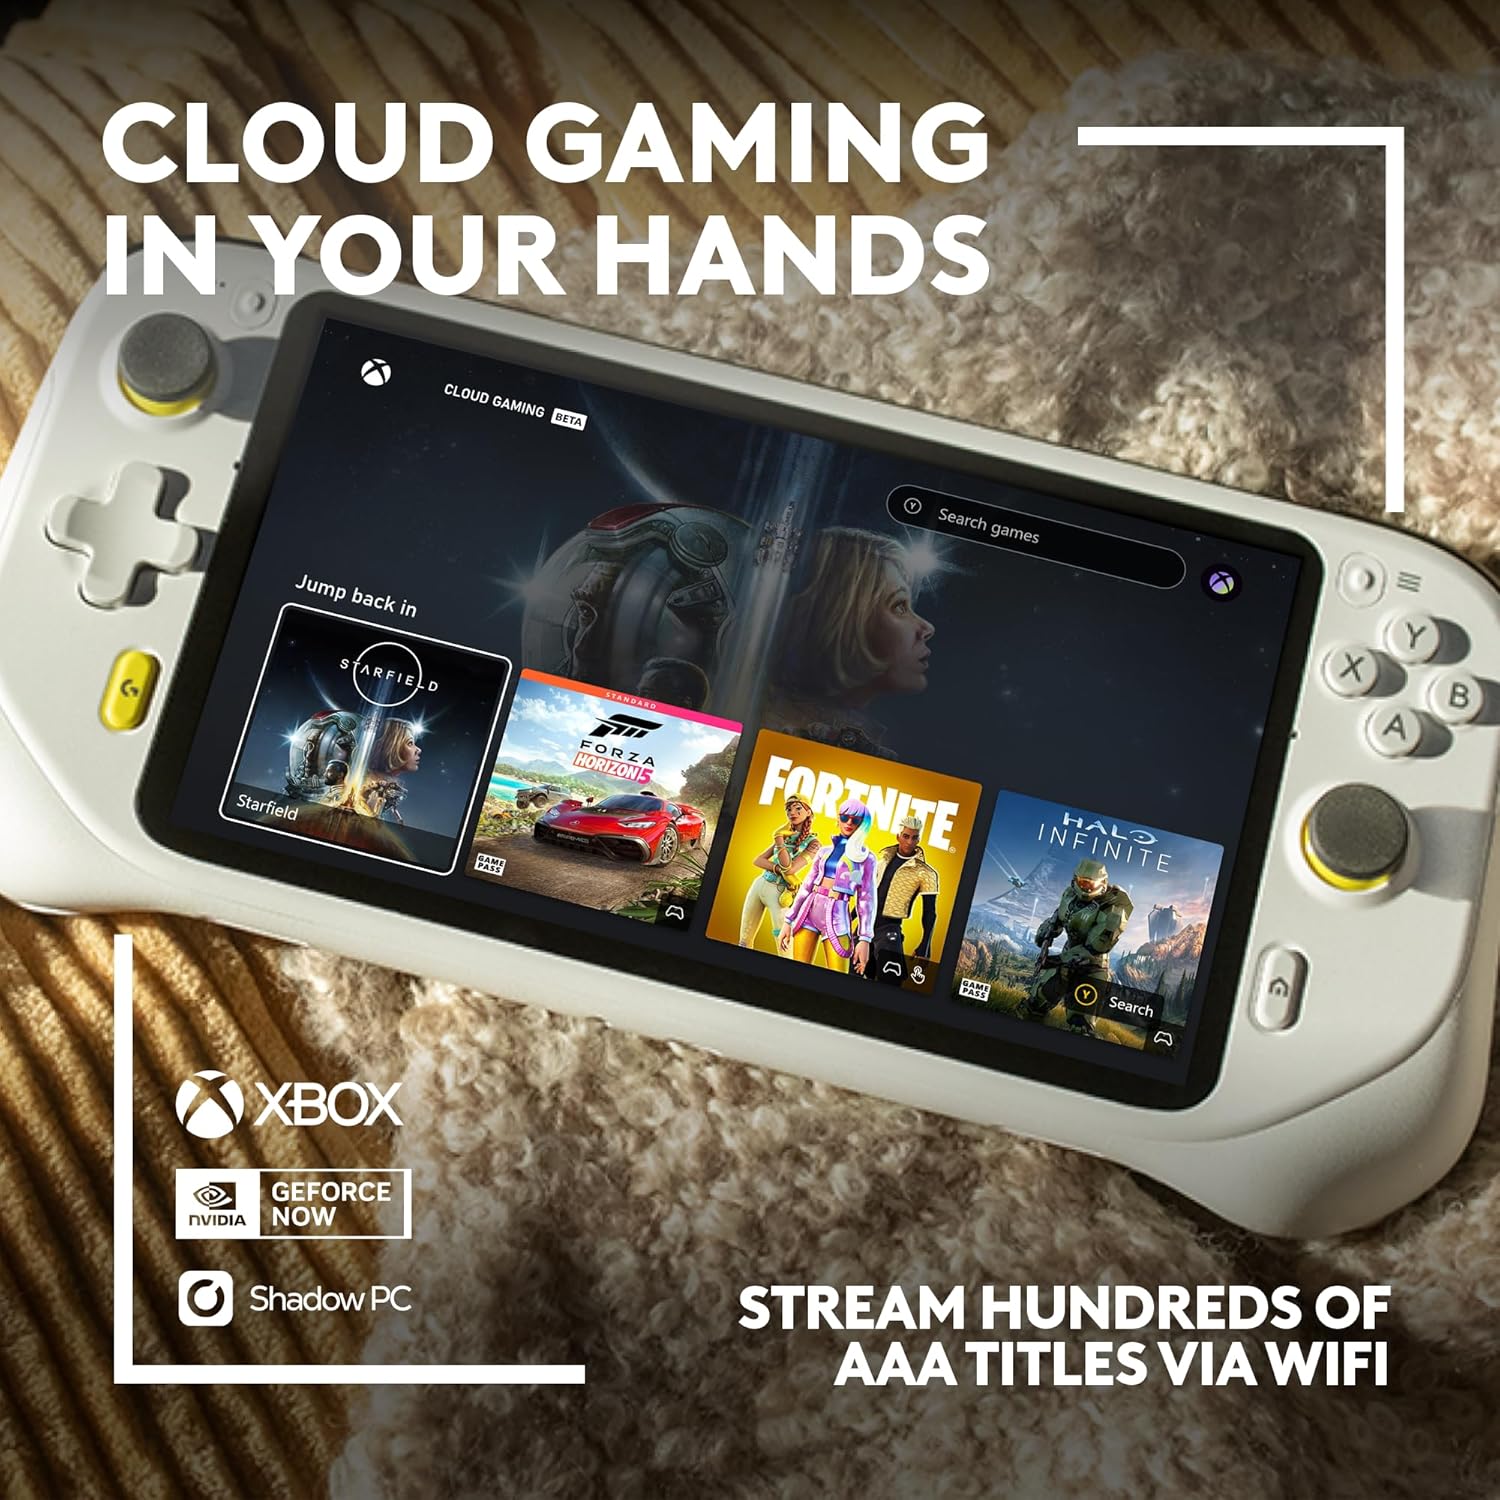 CLOUD GAMING
IN YOUR HANDS
CLOUD GAMING BETA
Y Search games
Jump back in
STARFIELD
Starfield
STANDARD
FORZA
HORIZON 5
GAME
PASS
FORTNITE
HALO
INFINITE
GAME
PASS
Y Search
Y
X
B
A
G
XBOX
NVIDIA
GEFORCE
NOW
Shadow PC
STREAM HUNDREDS OF
AAA TITLES VIA WIFI